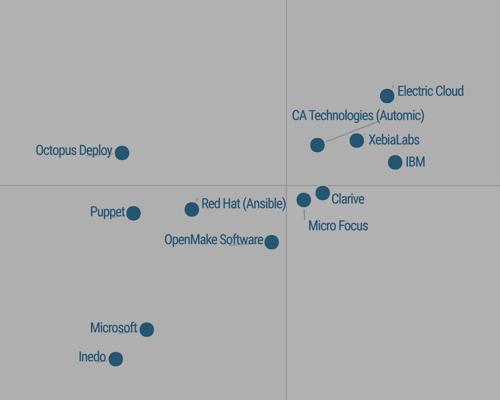 Electric Cloud
CA Technologies (Automic)
XebiaLabs
Octopus Deploy
IBM
Clarive
Red Hat (Ansible)
Puppet
Micro Focus
OpenMake Software
Microsoft
Inedo